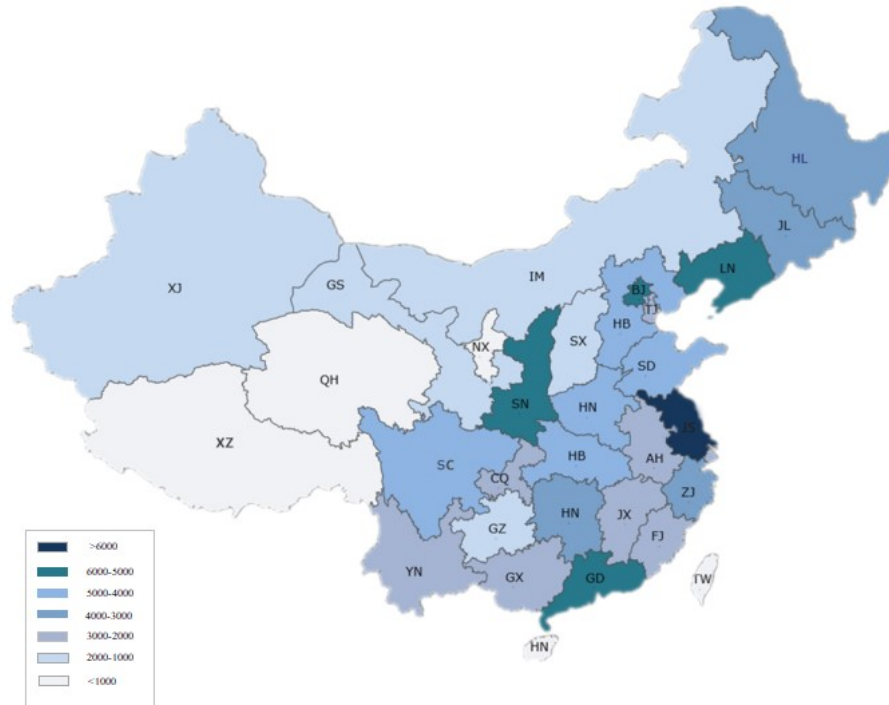 HL
JL
LN
XJ
GS
IM
BJ
TJ
HB
SX
NX
SD
QH
SN
HN
JS
XZ
SC
HB
AH
CQ
ZJ
HN
JX
GZ
FJ
YN
GX
GD
TW
HN
>6000
6000-5000
5000-4000
4000-3000
3000-2000
2000-1000
<1000